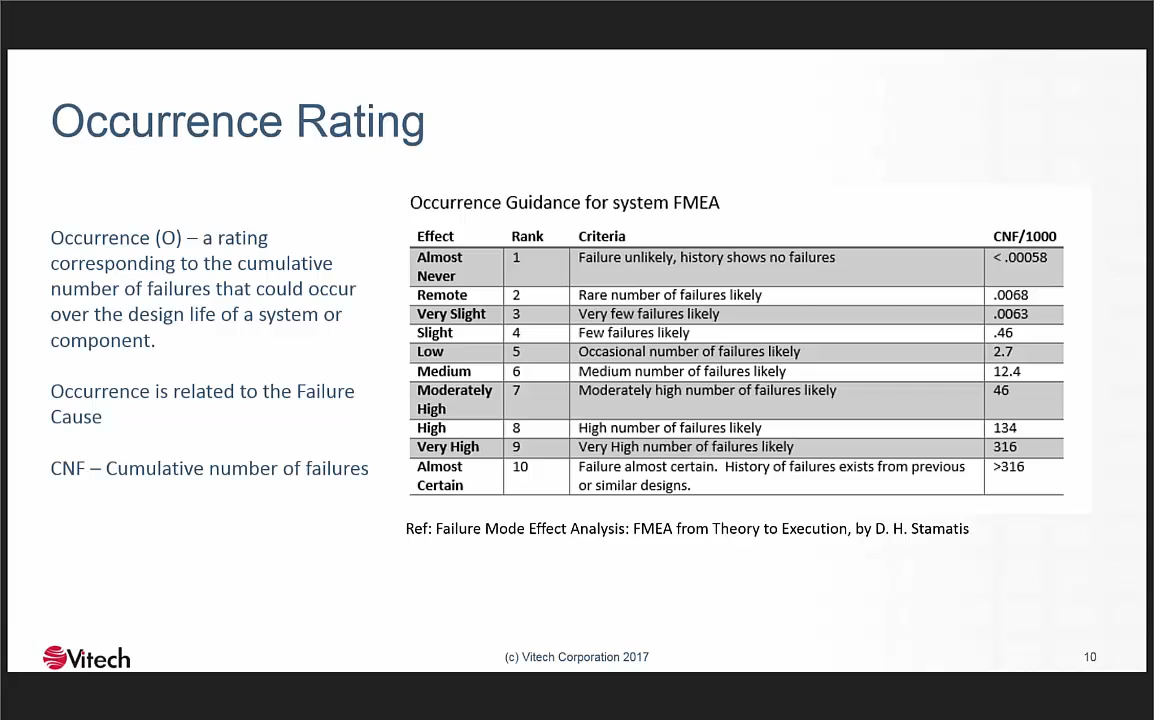 Occurrence Rating
Occurrence (O) – a rating
corresponding to the cumulative
number of failures that could occur
over the design life of a system or
component.
Occurrence is related to the Failure
Cause
CNF – Cumulative number of failures
Occurrence Guidance for system FMEA
Effect Rank Criteria CNF/1000
Almost Never 1 Failure unlikely, history shows no failures < .00058
Remote 2 Rare number of failures likely .0068
Very Slight 3 Very few failures likely .0063
Slight 4 Few failures likely .46
Low 5 Occasional number of failures likely 2.7
Medium 6 Medium number of failures likely 12.4
Moderately High 7 Moderately high number of failures likely 46
High 8 High number of failures likely 134
Very High 9 Very High number of failures likely 316
Almost Certain 10 Failure almost certain. History of failures exists from previous or similar designs. >316
Ref: Failure Mode Effect Analysis: FMEA from Theory to Execution, by D. H. Stamatis
Vitech
(c) Vitech Corporation 2017
10